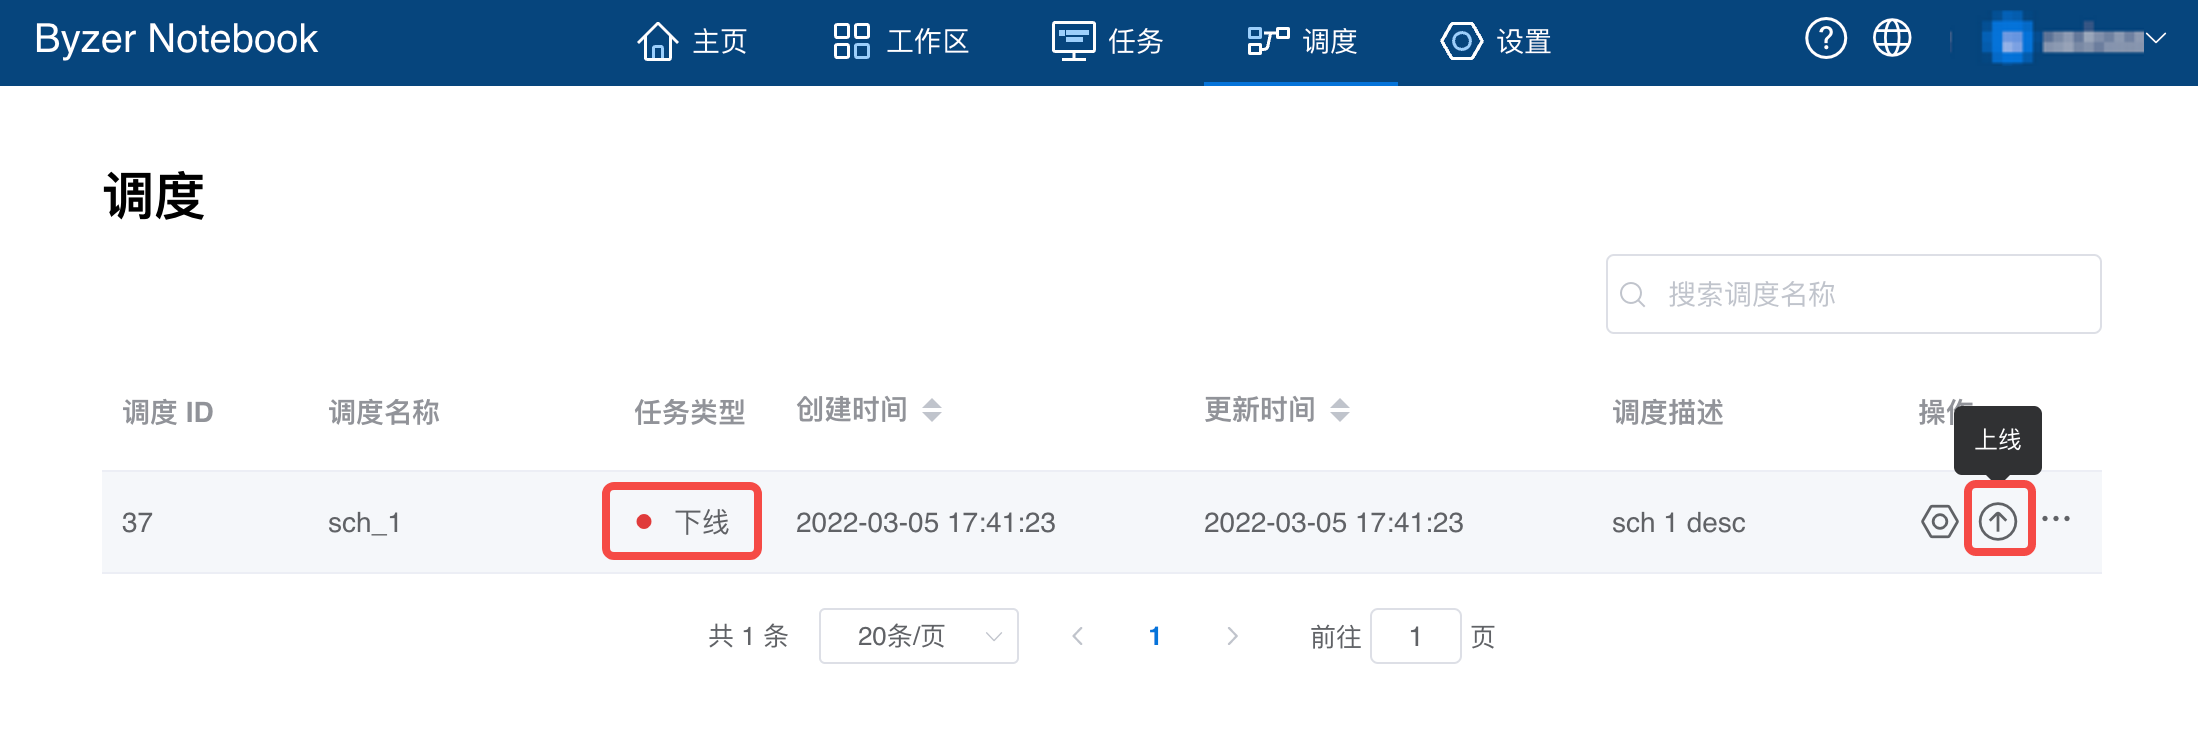 Byzer Notebook 主页 工作区 任务 调度 设置
调度
搜索调度名称
调度 ID 调度名称 任务类型 创建时间 更新时间 调度描述
上线
37 sch_1 下线 2022-03-05 17:41:23 2022-03-05 17:41:23 sch 1 desc
共 1 条 20条/页 1 前往 1 页